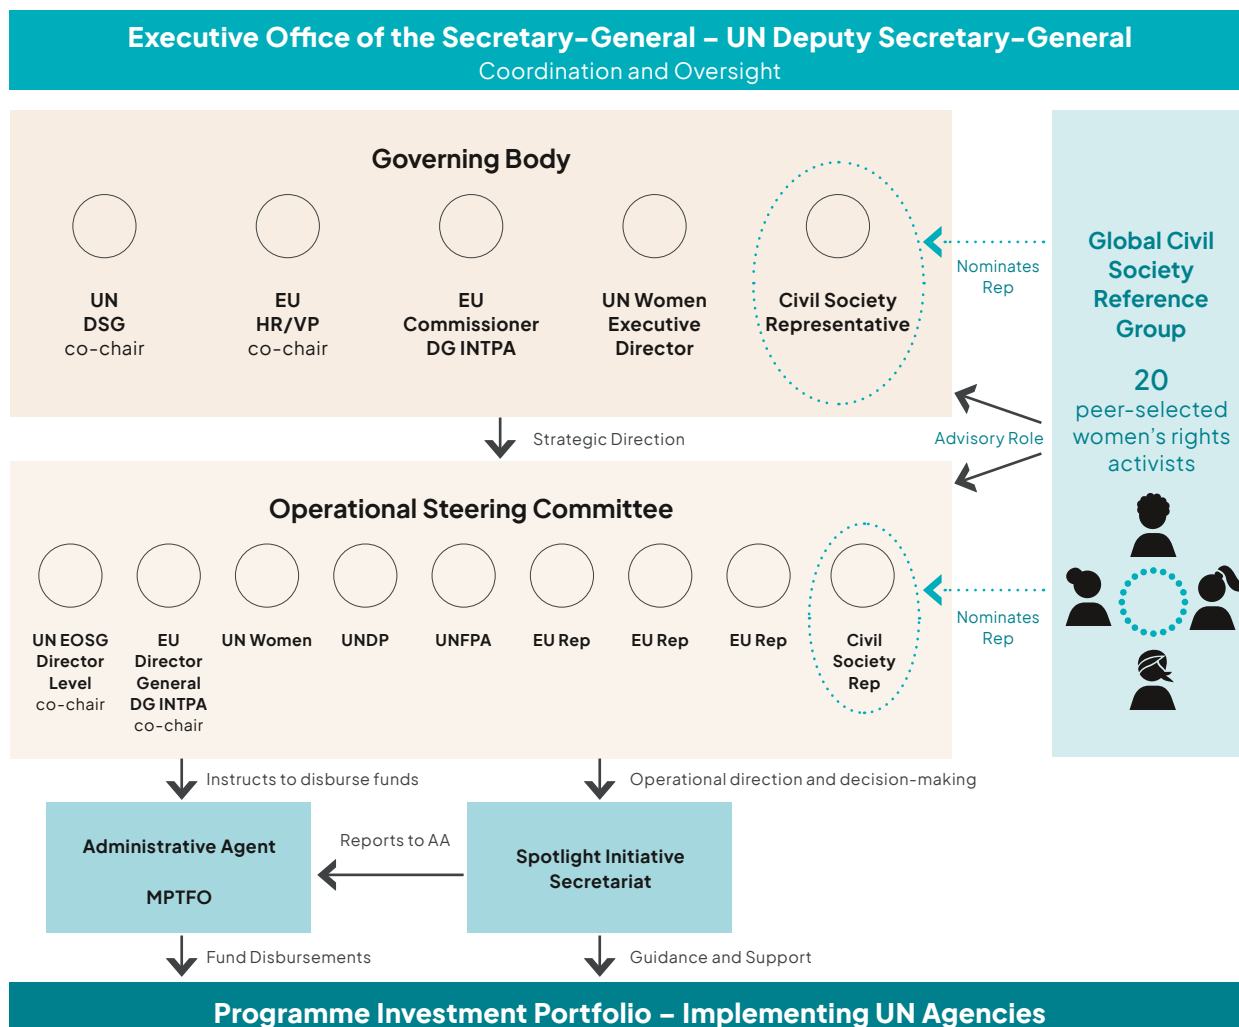 Executive Office of the Secretary-General – UN Deputy Secretary-General
Coordination and Oversight
Governing Body
UN
DSG
co-chair
EU
HR/VP
co-chair
EU
Commissioner
DG INTPA
UN Women
Executive
Director
Civil Society
Representative
Nominates
Rep
Global Civil
Society
Reference
Group
20
peer-selected
women’s rights
activists
Strategic Direction
Advisory Role
Operational Steering Committee
UN EOSG
Director
Level
co-chair
EU
Director
General
DG INTPA
co-chair
UN Women
UNDP
UNFPA
EU Rep
EU Rep
EU Rep
Civil
Society
Rep
Nominates
Rep
Instructs to disburse funds
Operational direction and decision-making
Administrative Agent
MPTFO
Reports to AA
Spotlight Initiative
Secretariat
Fund Disbursements
Guidance and Support
Programme Investment Portfolio – Implementing UN Agencies